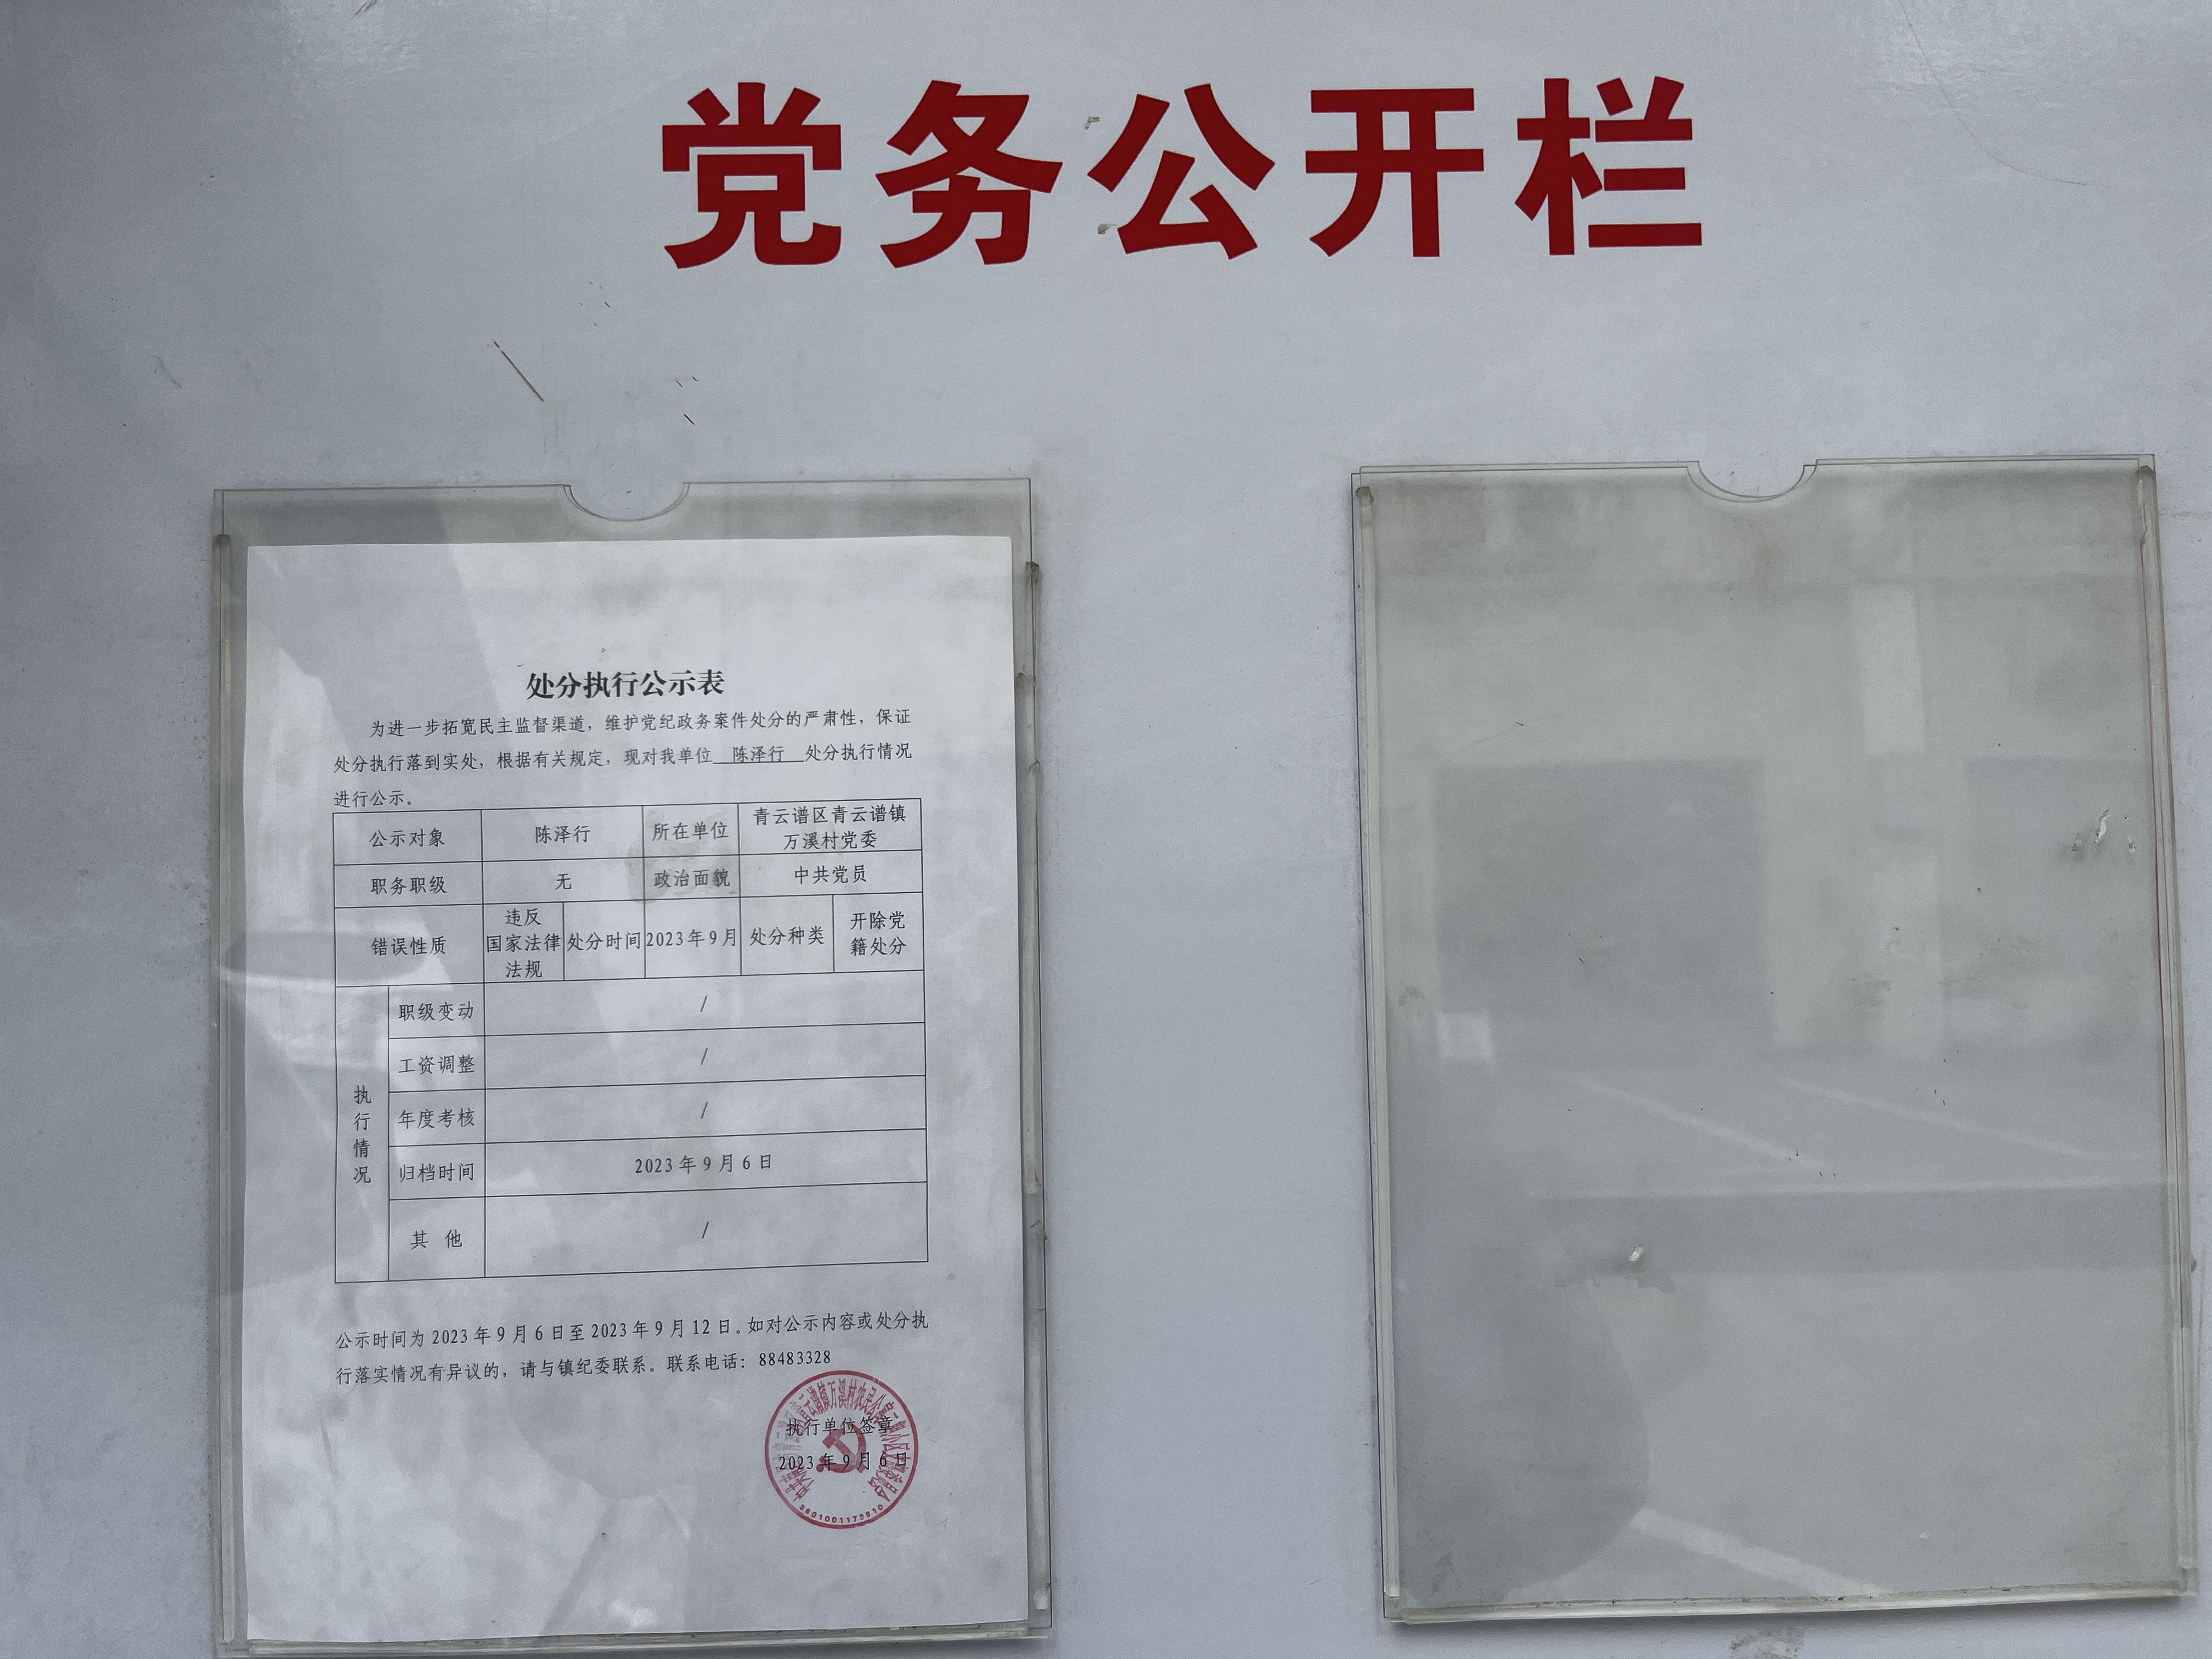 党务公开栏
处分执行公示表
为进一步拓宽民主监督渠道，维护党纪政务案件处分的严肃性，保证
处分执行落到实处，根据有关规定，现对我单位 陈泽行 处分执行情况
进行公示。
公示对象 陈泽行 所在单位 青云谱区青云谱镇
万溪村党委
职务职级 无 政治面貌 中共党员
错误性质 违反
国家法律
法规 处分时间 2023年9月 处分种类 开除党
籍处分
执行情况
职级变动 /
工资调整 /
年度考核 /
归档时间 2023年9月6日
其 他 /
公示时间为2023年9月6日至2023年9月12日。如对公示内容或处分执
行落实情况有异议的，请与镇纪委联系。联系电话：88483328
执行单位签章
2023年9月6日